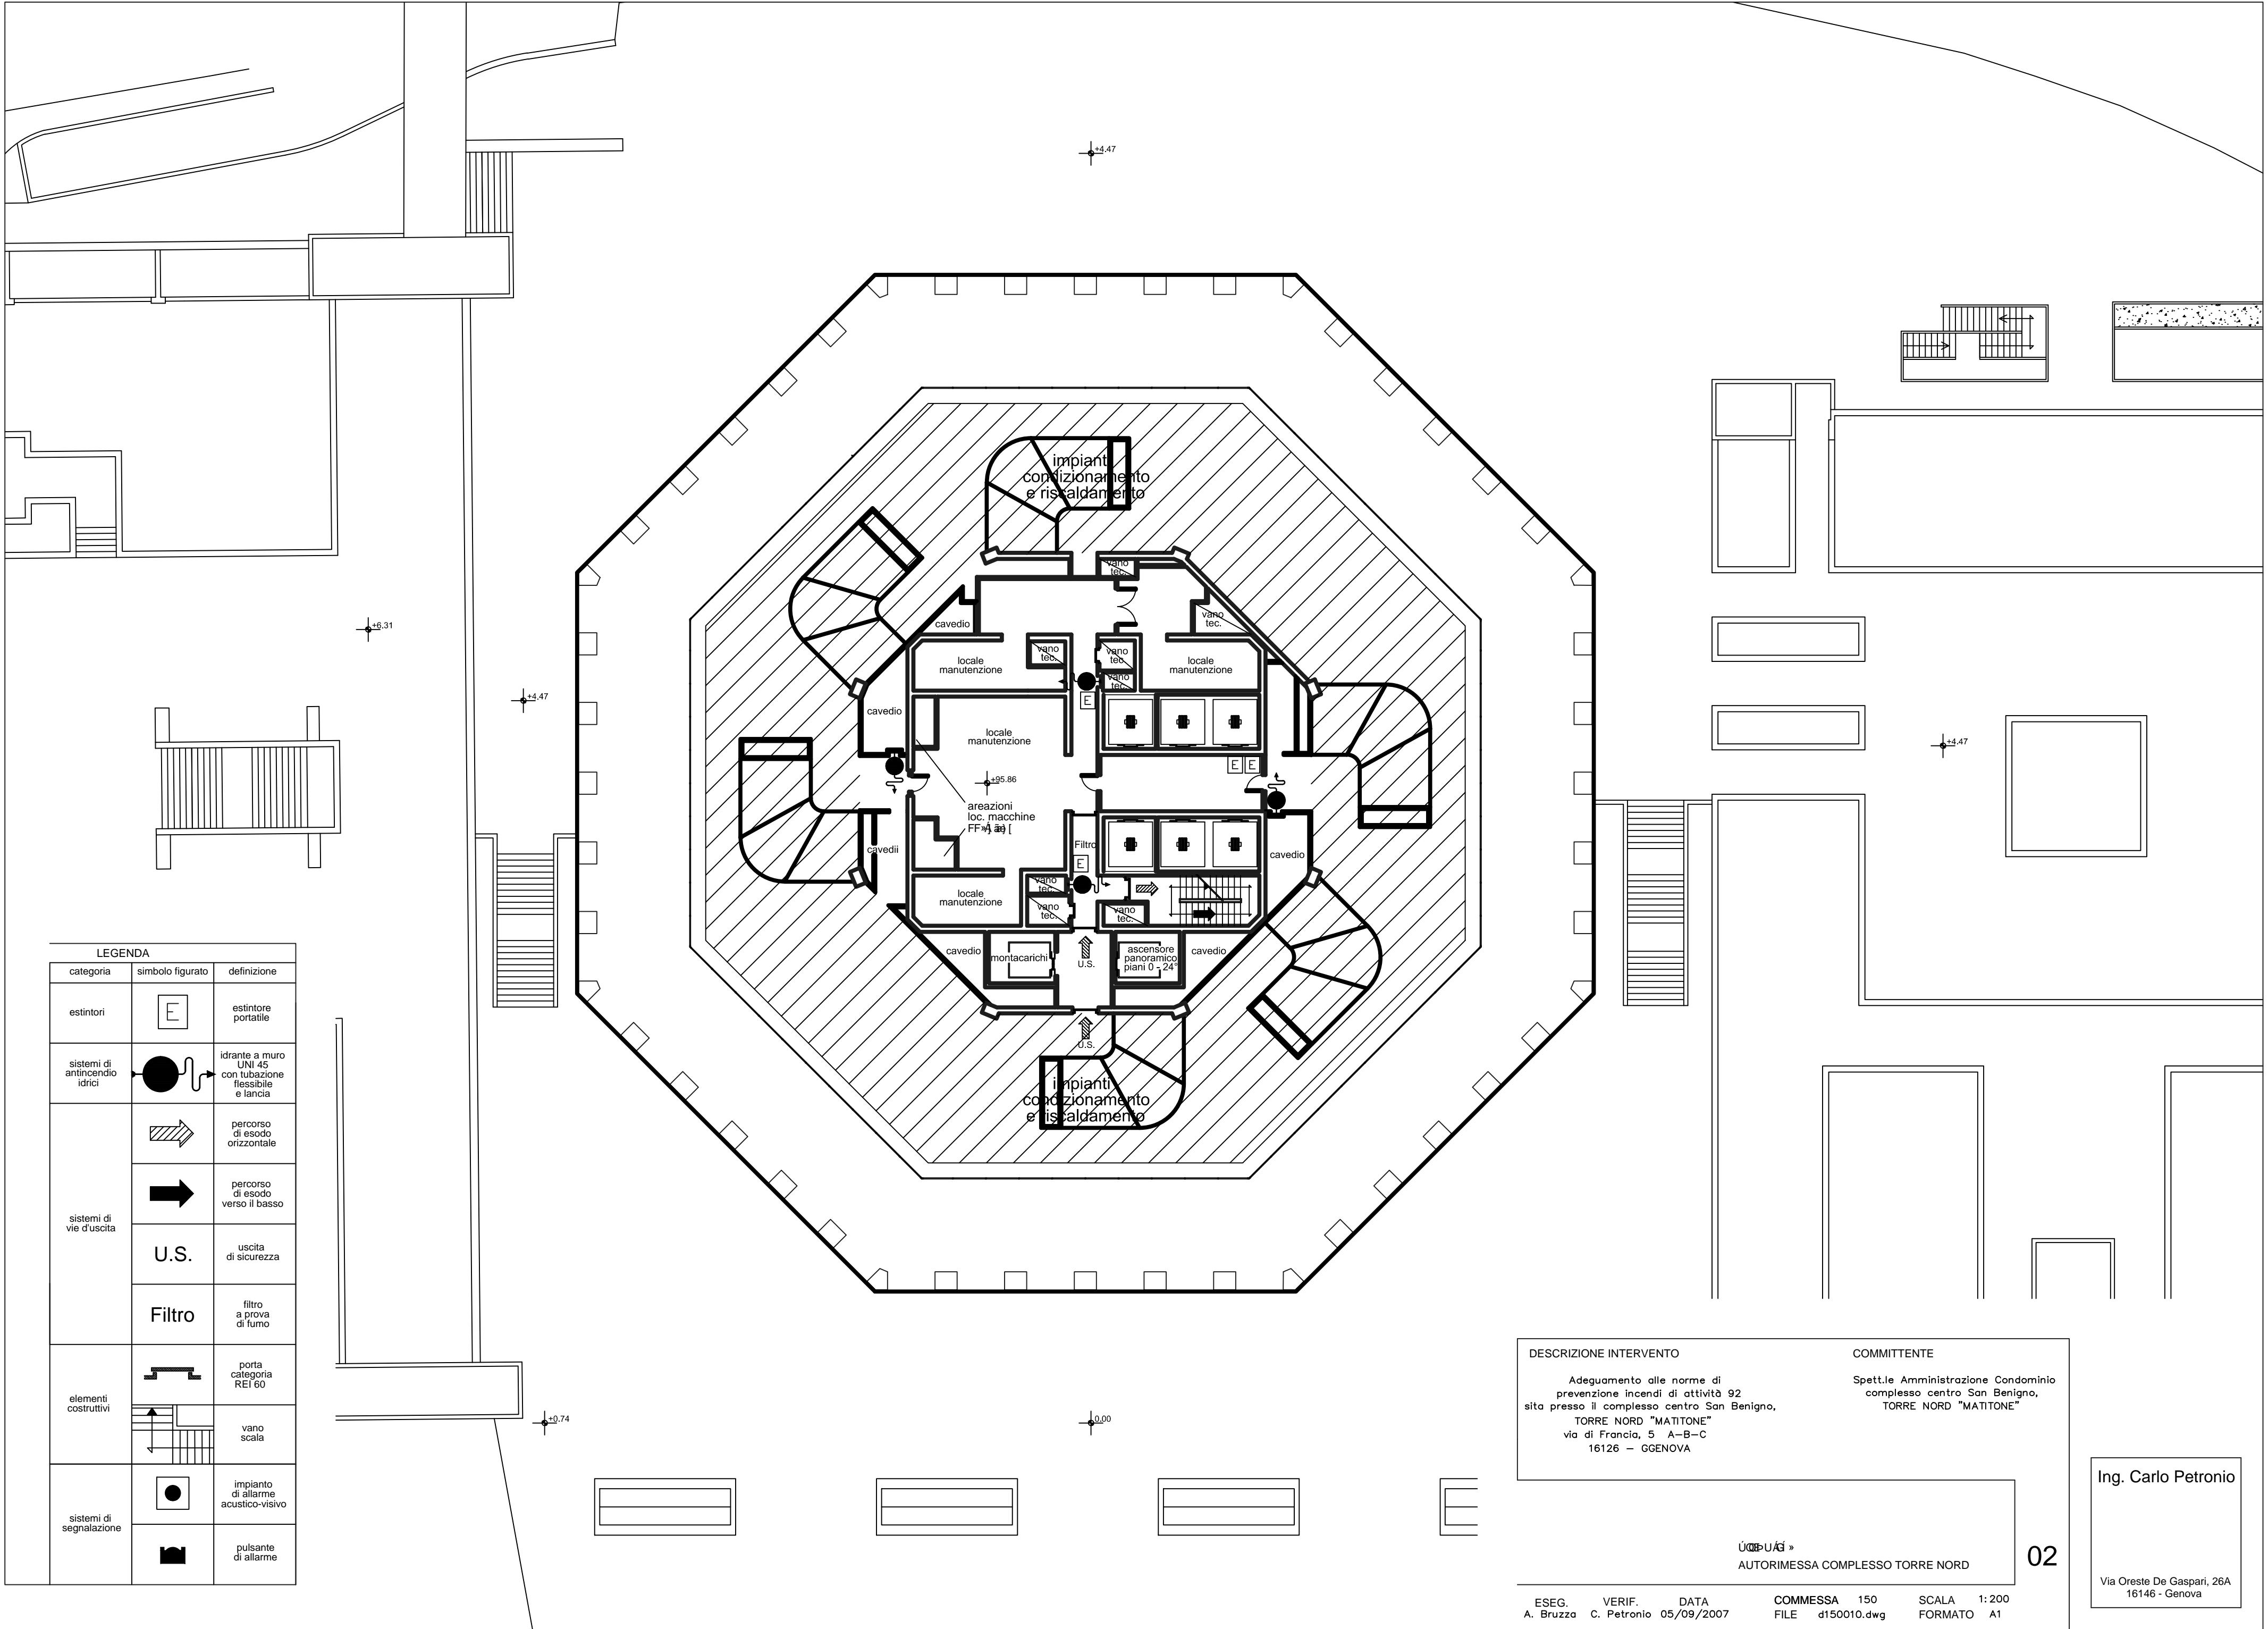 +4.47
impianti
condizionamento
e riscaldamento
vano
tec.
vano
tec.
cavedio
+6.31
locale
manutenzione
vano
tec.
vano
tec.
vano
tec.
locale
manutenzione
+4.47
E
cavedio
locale
manutenzione
+4.47
E E
+95.86
areazioni
loc. macchine
cavedii
Filtro
E
cavedio
locale
manutenzione
vano
tec.
vano
tec.
vano
tec.
cavedio
montacarichi
U.S.
ascensore
panoramico
piani 0 - 24°
cavedio
U.S.
impianti
condizionamento
e riscaldamento
LEGENDA
categoria simbolo figurato definizione
estintori E estintore
portatile
sistemi di
antincendio
idrici
idrante a muro
UNI 45
con tubazione
flessibile
e lancia
sistemi di
vie d'uscita
percorso
di esodo
orizzontale
percorso
di esodo
verso il basso
U.S. uscita
di sicurezza
Filtro filtro
a prova
di fumo
elementi
costruttivi
porta
categoria
REI 60
vano
scala
sistemi di
segnalazione
impianto
di allarme
acustico-visivo
pulsante
di allarme
+0.74
0.00
DESCRIZIONE INTERVENTO
Adeguamento alle norme di
prevenzione incendi di attività 92
sita presso il complesso centro San Benigno,
TORRE NORD "MATITONE"
via di Francia, 5 A-B-C
16126 - GGENOVA
COMMITTENTE
Spett.le Amministrazione Condominio
complesso centro San Benigno,
TORRE NORD "MATITONE"
AUTORIMESSA COMPLESSO TORRE NORD
02
ESEG. VERIF. DATA COMMESSA 150 SCALA 1:200
A. Bruzza C. Petronio 05/09/2007 FILE d150010.dwg FORMATO A1
Ing. Carlo Petronio
Via Oreste De Gaspari, 26A
16146 - Genova